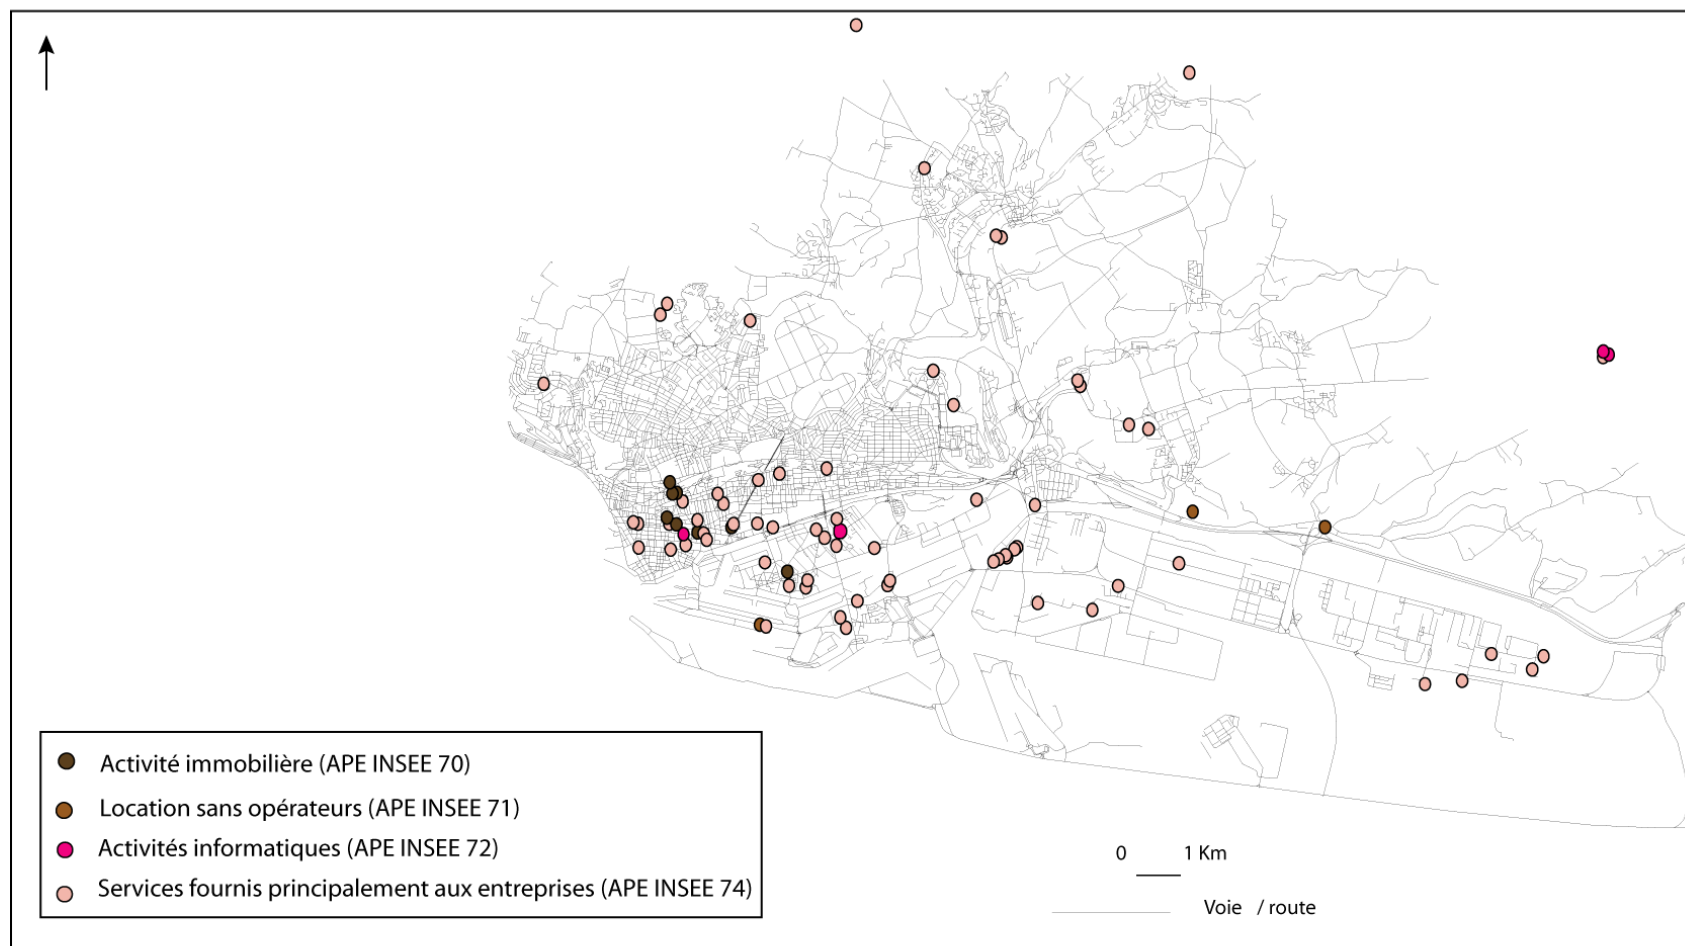 Activité immobilière (APE INSEE 70)
Location sans opérateurs (APE INSEE 71)
Activités informatiques (APE INSEE 72)
Services fournis principalement aux entreprises (APE INSEE 74)
0 1 Km
Voie / route